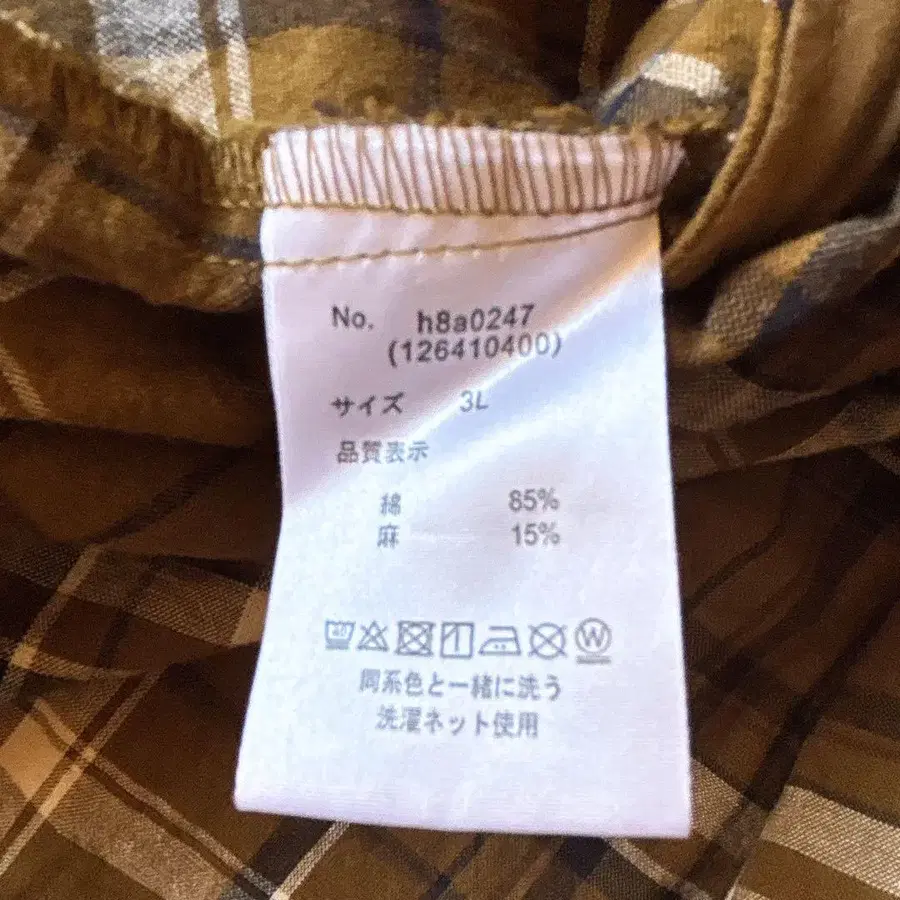 No. h8a0247
(126410400)
サイズ 3L
品質表示
綿 85%
麻 15%
40 W
同系色と一緒に洗う
洗濯ネット使用